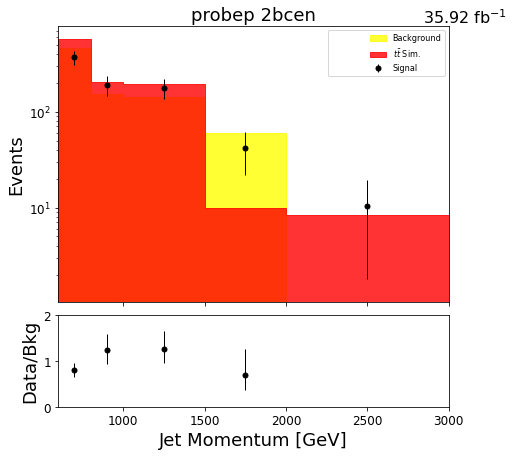 probep 2bcen
35.92 fb⁻¹
Background
tt̄ Sim.
Signal
Events
10²
10¹
Data/Bkg
2
1
0
1000 1500 2000 2500 3000
Jet Momentum [GeV]